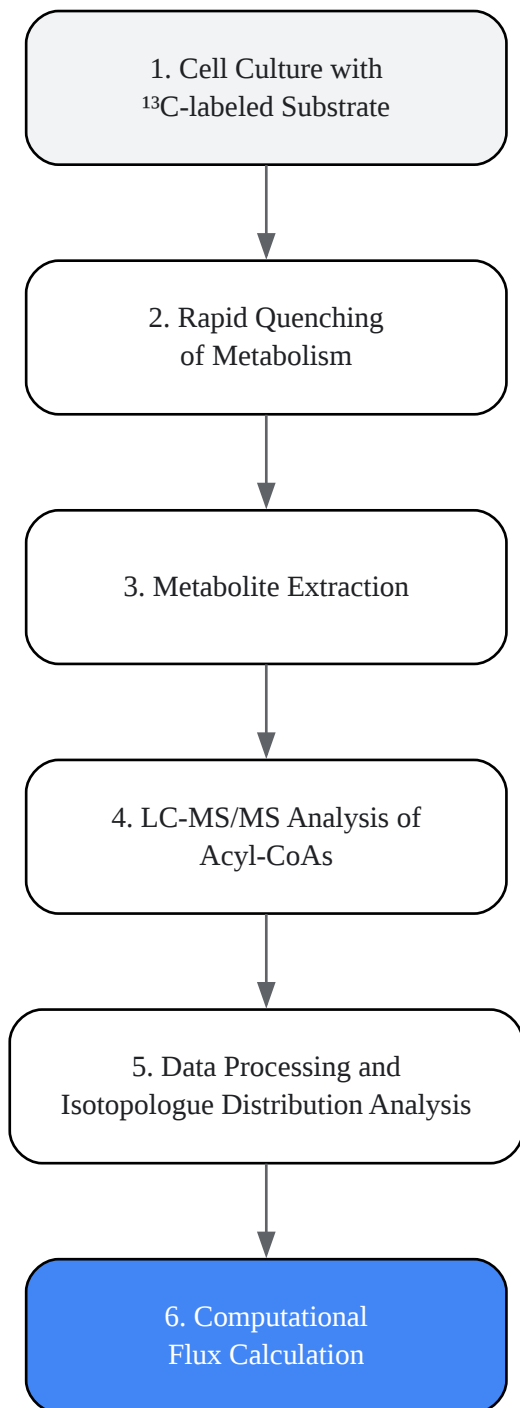 1. Cell Culture with
¹³C-labeled Substrate
2. Rapid Quenching
of Metabolism
3. Metabolite Extraction
4. LC-MS/MS Analysis of
Acyl-CoAs
5. Data Processing and
Isotopologue Distribution Analysis
6. Computational
Flux Calculation